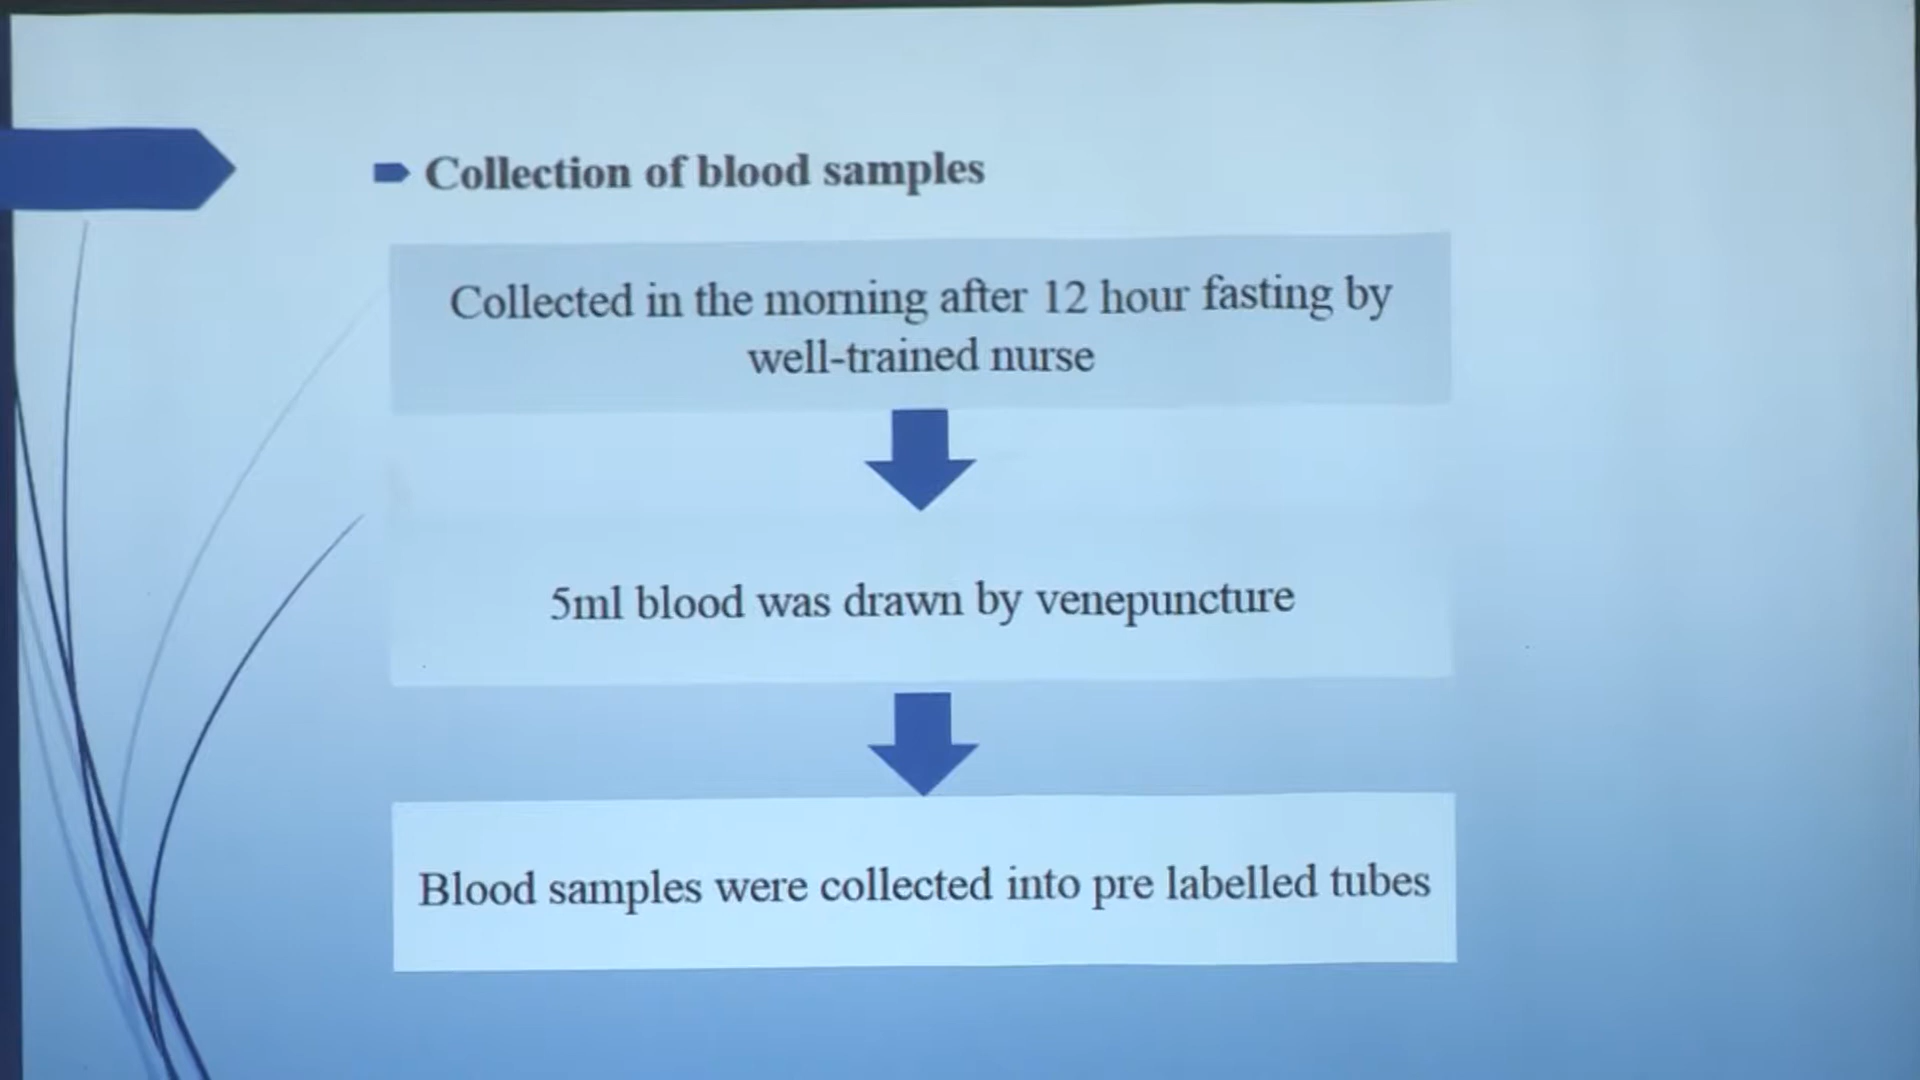 Collection of blood samples
Collected in the morning after 12 hour fasting by
well-trained nurse
5ml blood was drawn by venepuncture
Blood samples were collected into pre labelled tubes